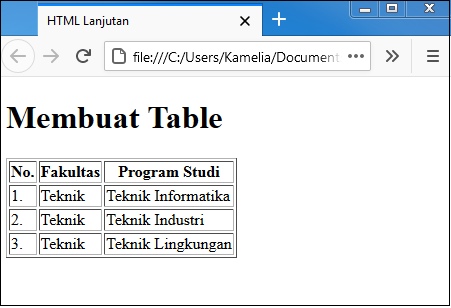 HTML Lanjutan
file:///C:/Users/Kamelia/Document
Membuat Table
No. Fakultas Program Studi
1. Teknik Teknik Informatika
2. Teknik Teknik Industri
3. Teknik Teknik Lingkungan